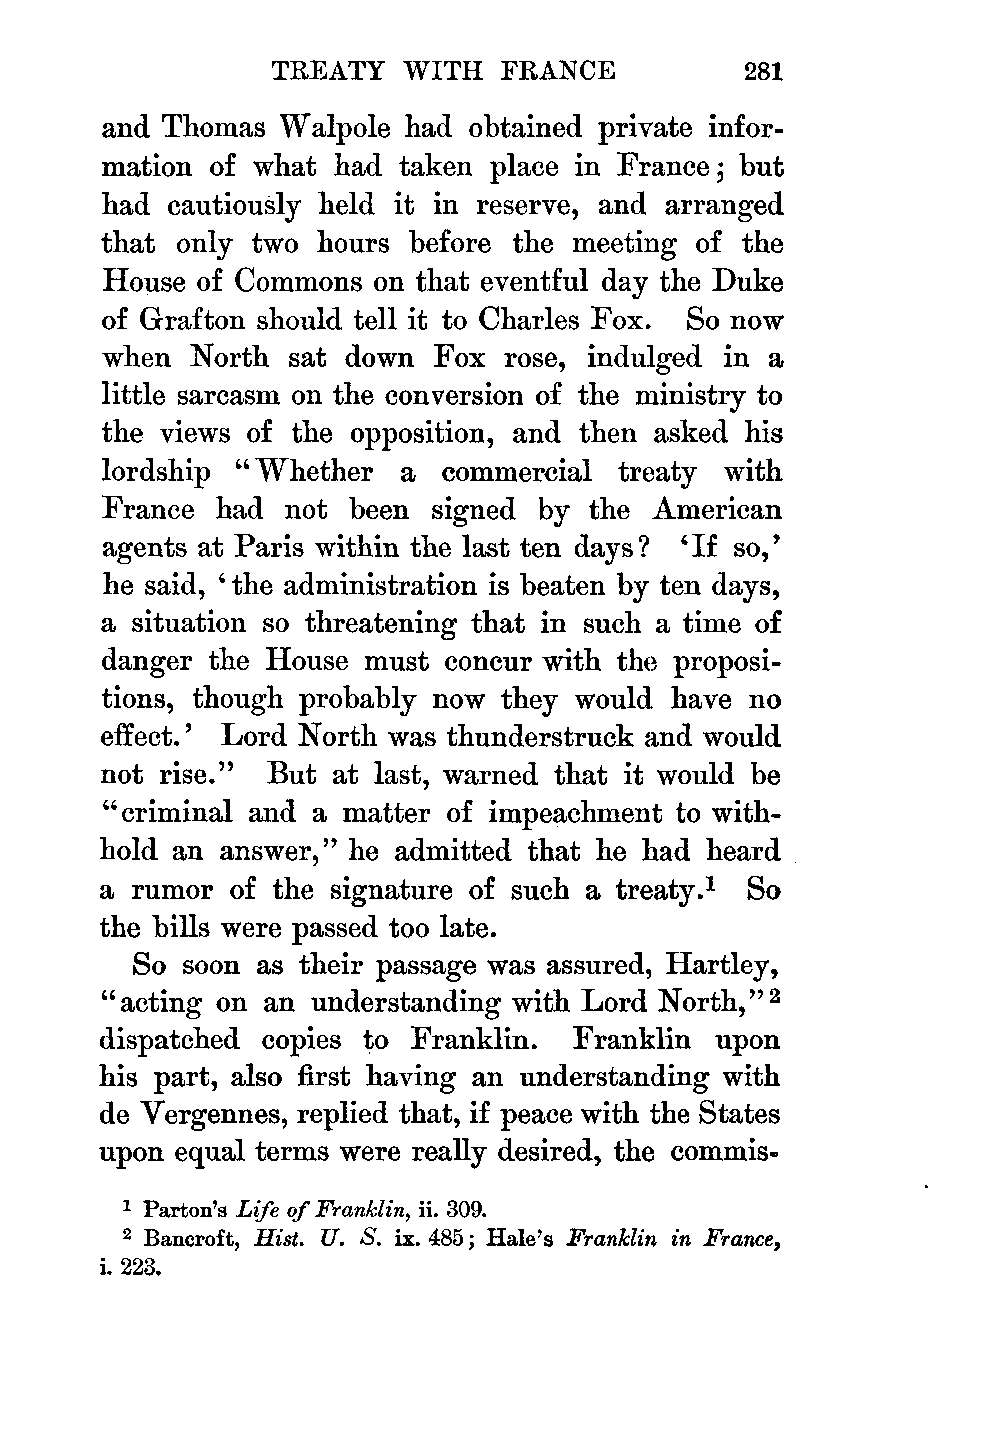 TREATY WITH FRANCE 281
and Thomas Walpole had obtained private infor-
mation of what had taken place in France; but
had cautiously held it in reserve, and arranged
that only two hours before the meeting of the
House of Commons on that eventful day the Duke
of Grafton should tell it to Charles Fox. So now
when North sat down Fox rose, indulged in a
little sarcasm on the conversion of the ministry to
the views of the opposition, and then asked his
lordship “Whether a commercial treaty with
France had not been signed by the American
agents at Paris within the last ten days? ‘If so,’
he said, ‘the administration is beaten by ten days,
a situation so threatening that in such a time of
danger the House must concur with the proposi-
tions, though probably now they would have no
effect.’ Lord North was thunderstruck and would
not rise.” But at last, warned that it would be
“criminal and a matter of impeachment to with-
hold an answer,” he admitted that he had heard
a rumor of the signature of such a treaty.¹ So
the bills were passed too late.
So soon as their passage was assured, Hartley,
“acting on an understanding with Lord North,”²
dispatched copies to Franklin. Franklin upon
his part, also first having an understanding with
de Vergennes, replied that, if peace with the States
upon equal terms were really desired, the commis-
¹ Parton’s Life of Franklin, ii. 309.
² Bancroft, Hist. U. S. ix. 485; Hale’s Franklin in France,
i. 223.